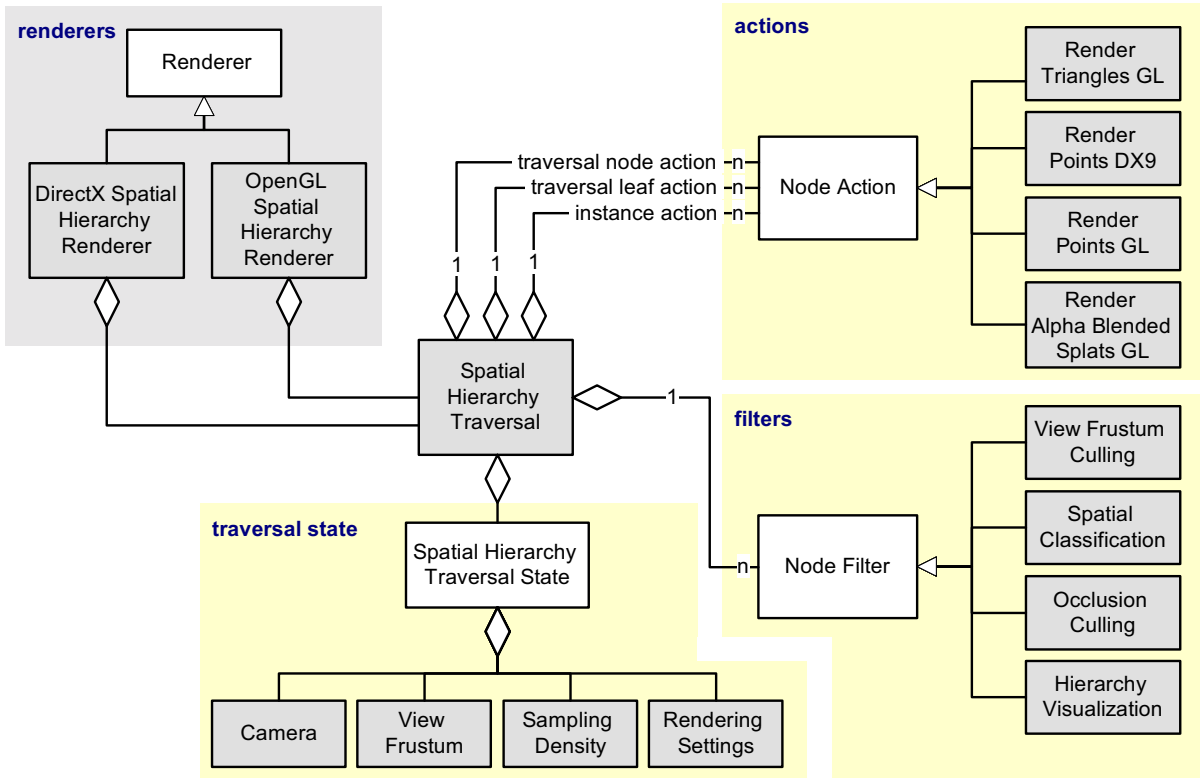 renderers
Renderer
DirectX Spatial
Hierarchy
Renderer
OpenGL
Spatial
Hierarchy
Renderer
actions
Node Action
Render
Triangles GL
Render
Points DX9
Render
Points GL
Render
Alpha Blended
Splats GL
traversal node action n
traversal leaf action n
instance action n
1
1
1
Spatial
Hierarchy
Traversal
1
n
filters
Node Filter
View Frustum
Culling
Spatial
Classification
Occlusion
Culling
Hierarchy
Visualization
traversal state
Spatial Hierarchy
Traversal State
Camera
View
Frustum
Sampling
Density
Rendering
Settings